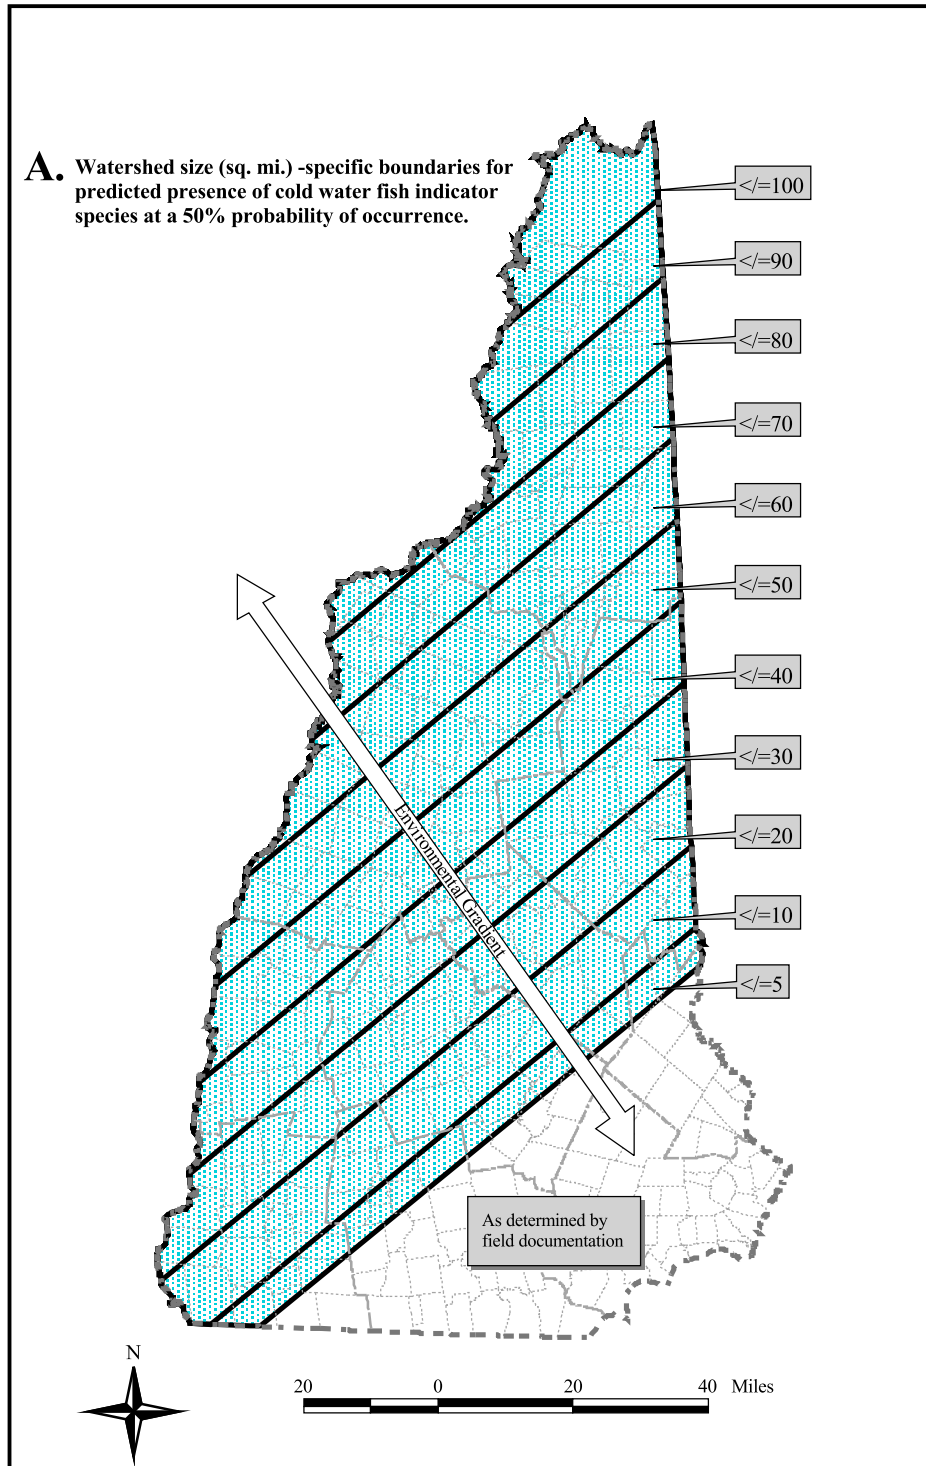 A. Watershed size (sq. mi.) -specific boundaries for
predicted presence of cold water fish indicator
species at a 50% probability of occurrence.
</=100
</=90
</=80
</=70
</=60
</=50
</=40
</=30
</=20
</=10
</=5
Environmental Gradient
As determined by
field documentation
N
20 0 20 40 Miles